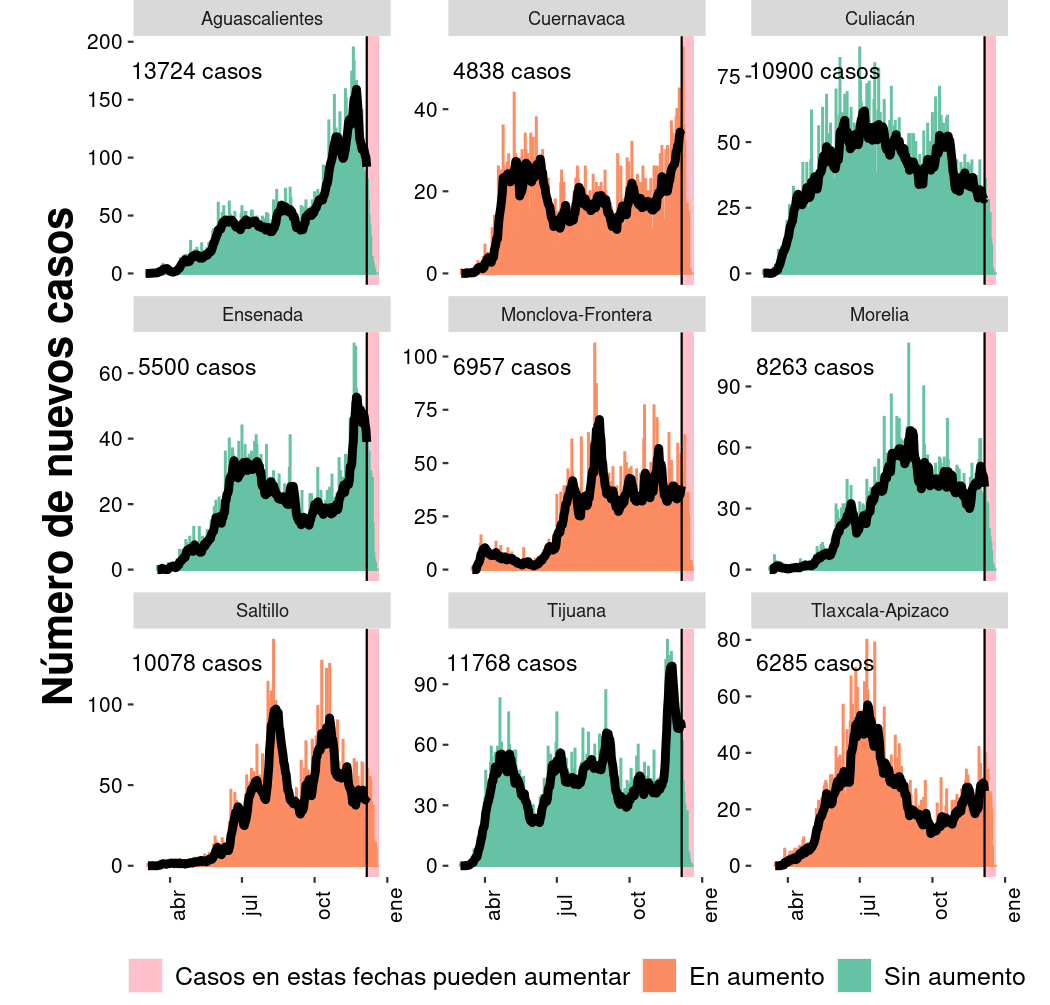 Número de nuevos casos
Aguascalientes
Cuernavaca
Culiacán
200
150
100
50
0
13724 casos
40
20
0
4838 casos
75
50
25
0
10900 casos
Ensenada
Monclova-Frontera
Morelia
60
40
20
0
5500 casos
100
75
50
25
0
6957 casos
90
60
30
0
8263 casos
Saltillo
Tijuana
Tlaxcala-Apizaco
100
50
0
10078 casos
90
60
30
0
11768 casos
80
60
40
20
0
6285 casos
abr jul oct ene
abr jul oct ene
abr jul oct ene
Casos en estas fechas pueden aumentar En aumento Sin aumento